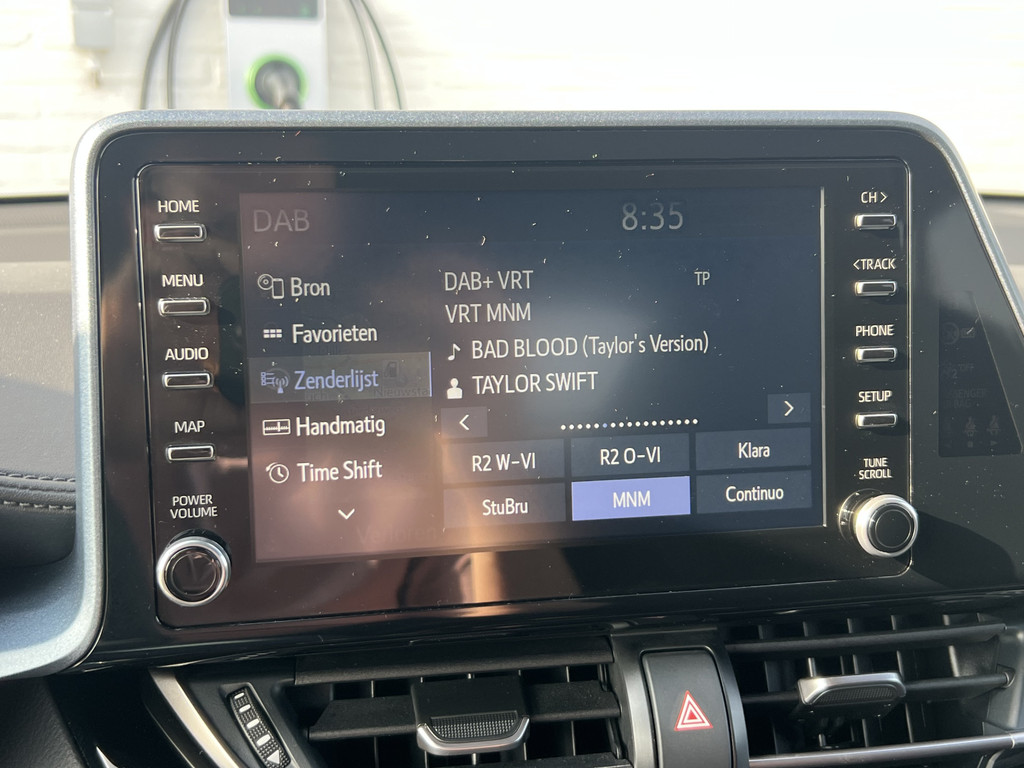 HOME
MENU
AUDIO
MAP
POWER
VOLUME
DAB
8:35
Bron
Favorieten
Zenderlijst
Handmatig
Time Shift
DAB+ VRT
TP
VRT MNM
BAD BLOOD (Taylor's Version)
TAYLOR SWIFT
< >
R2 W-VI
R2 O-VI
Klara
StuBru
MNM
Continuo
CH >
< TRACK
PHONE
SETUP
TUNE
SCROLL